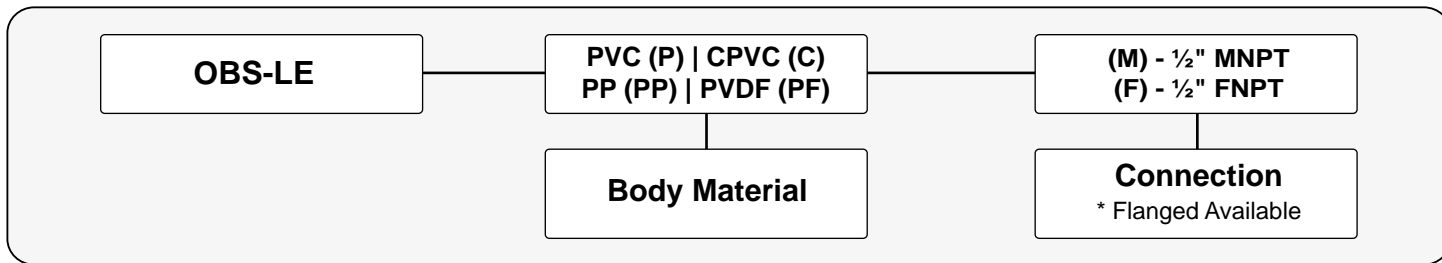 OBS-LE
PVC (P) | CPVC (C)
PP (PP) | PVDF (PF)
(M) - ½" MNPT
(F) - ½" FNPT
Body Material
Connection
* Flanged Available